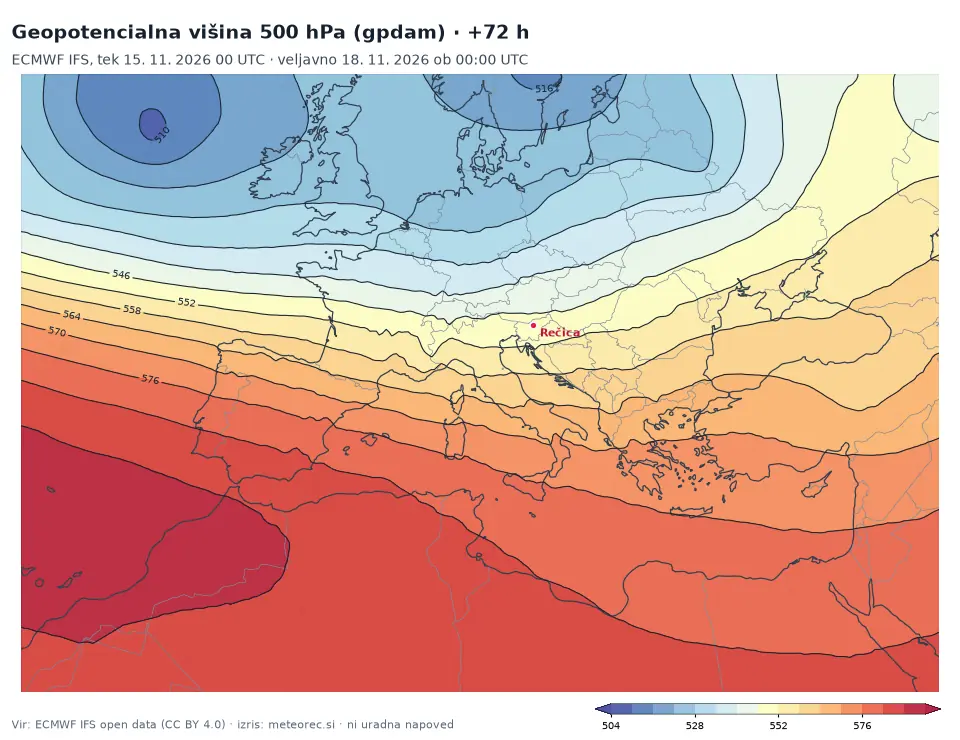 Geopotencialna višina 500 hPa (gpdam) · +72 h
ECMWF IFS, tek 15. 11. 2026 00 UTC · veljavno 18. 11. 2026 ob 00:00 UTC
516
510
546
552
558
564
570
576
Rečica
Vir: ECMWF IFS open data (CC BY 4.0) · izris: meteorec.si · ni uradna napoved
504 528 552 576